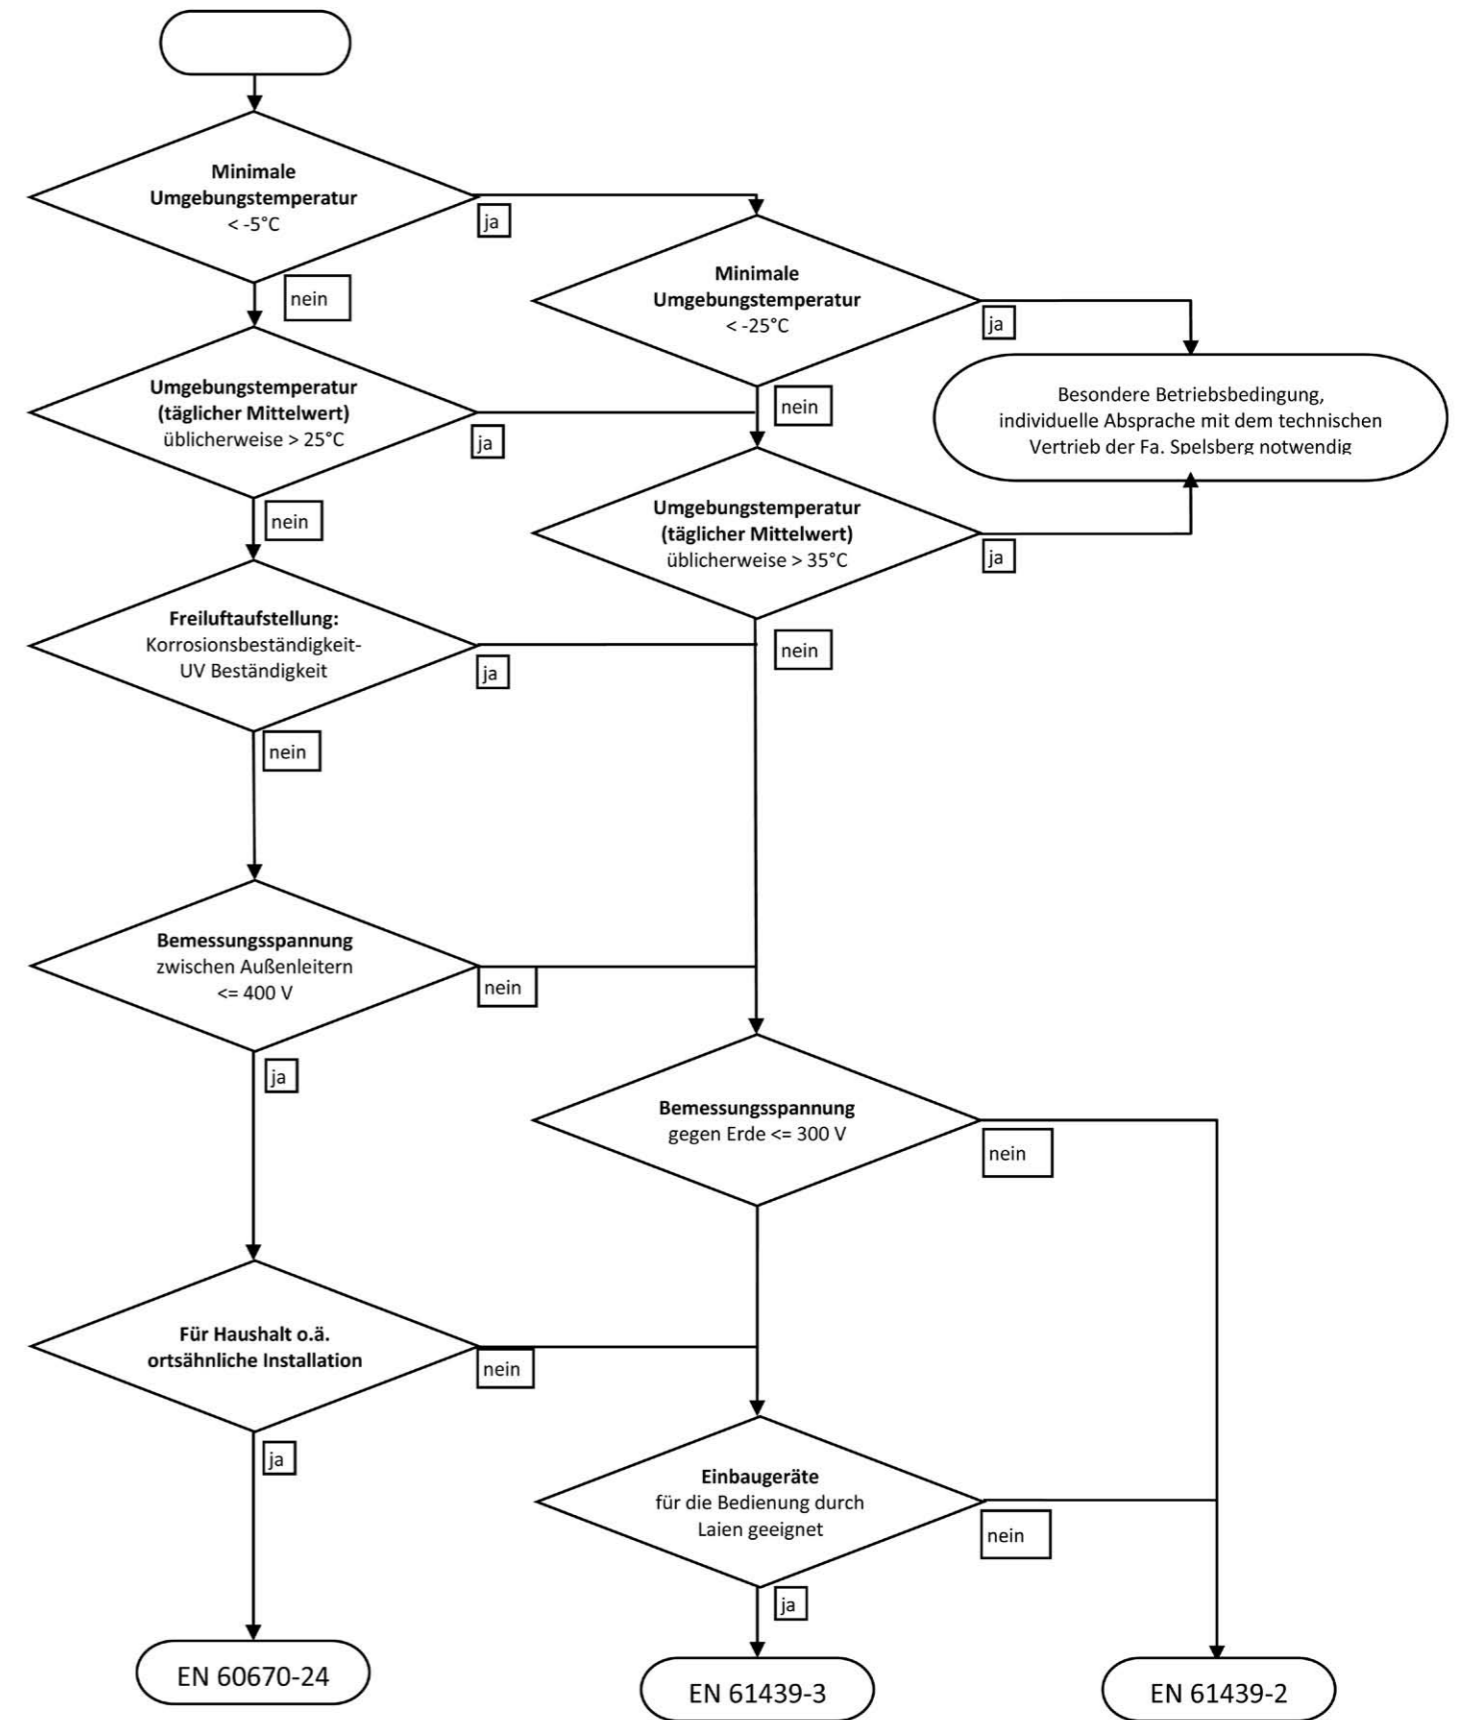 Minimale
Umgebungstemperatur
< -5°C
ja
nein
Minimale
Umgebungstemperatur
< -25°C
ja
nein
Besondere Betriebsbedingung,
individuelle Absprache mit dem technischen
Vertrieb der Fa. Spelsberg notwendig
Umgebungstemperatur
(täglicher Mittelwert)
üblicherweise > 25°C
ja
nein
Umgebungstemperatur
(täglicher Mittelwert)
üblicherweise > 35°C
ja
nein
Freiluftaufstellung:
Korrosionsbeständigkeit-
UV Beständigkeit
ja
nein
Bemessungsspannung
zwischen Außenleitern
<= 400 V
nein
ja
Bemessungsspannung
gegen Erde <= 300 V
nein
Für Haushalt o.ä.
ortsähnliche Installation
nein
ja
Einbaugeräte
für die Bedienung durch
Laien geeignet
nein
ja
EN 60670-24
EN 61439-3
EN 61439-2